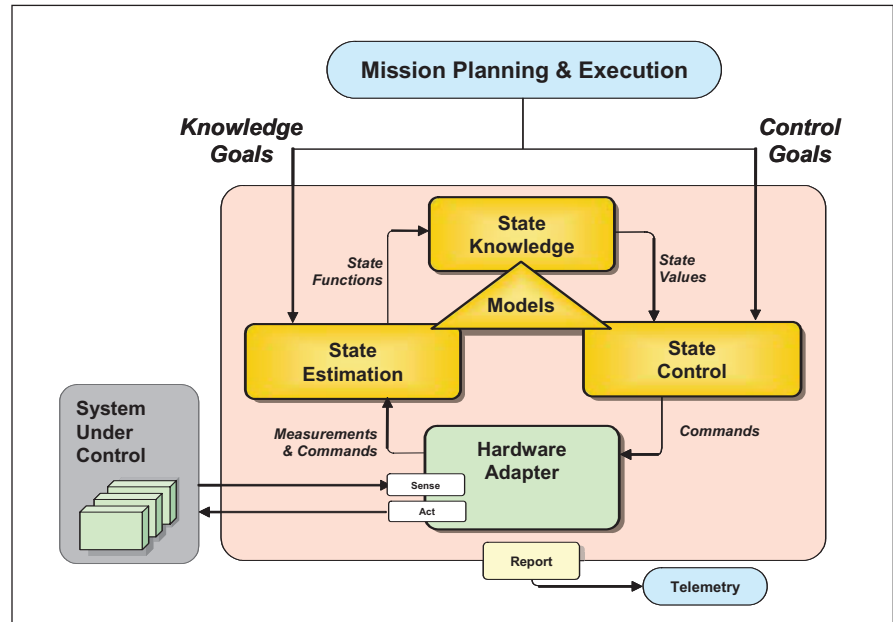 Mission Planning & Execution
Knowledge
Goals
Control
Goals
State
Knowledge
State
Functions
State
Values
Models
State
Estimation
State
Control
System
Under
Control
Measurements
& Commands
Hardware
Adapter
Commands
Sense
Act
Report
Telemetry